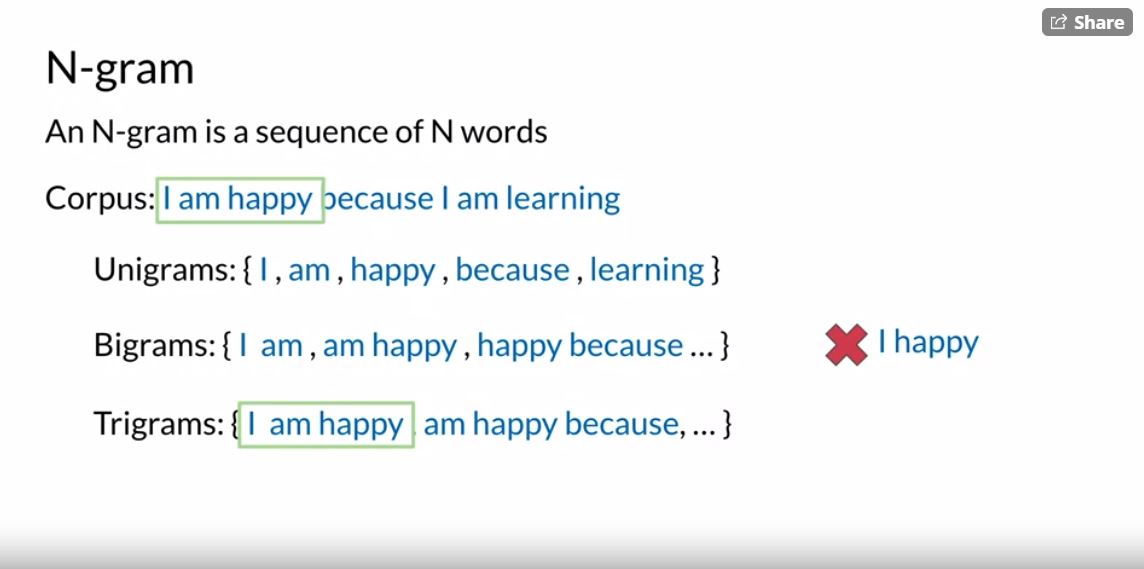 Share
N-gram
An N-gram is a sequence of N words
Corpus: I am happy because I am learning
Unigrams: { I , am , happy , because , learning }
Bigrams: { I am , am happy , happy because ... }
I happy
Trigrams: { I am happy , am happy because, ... }